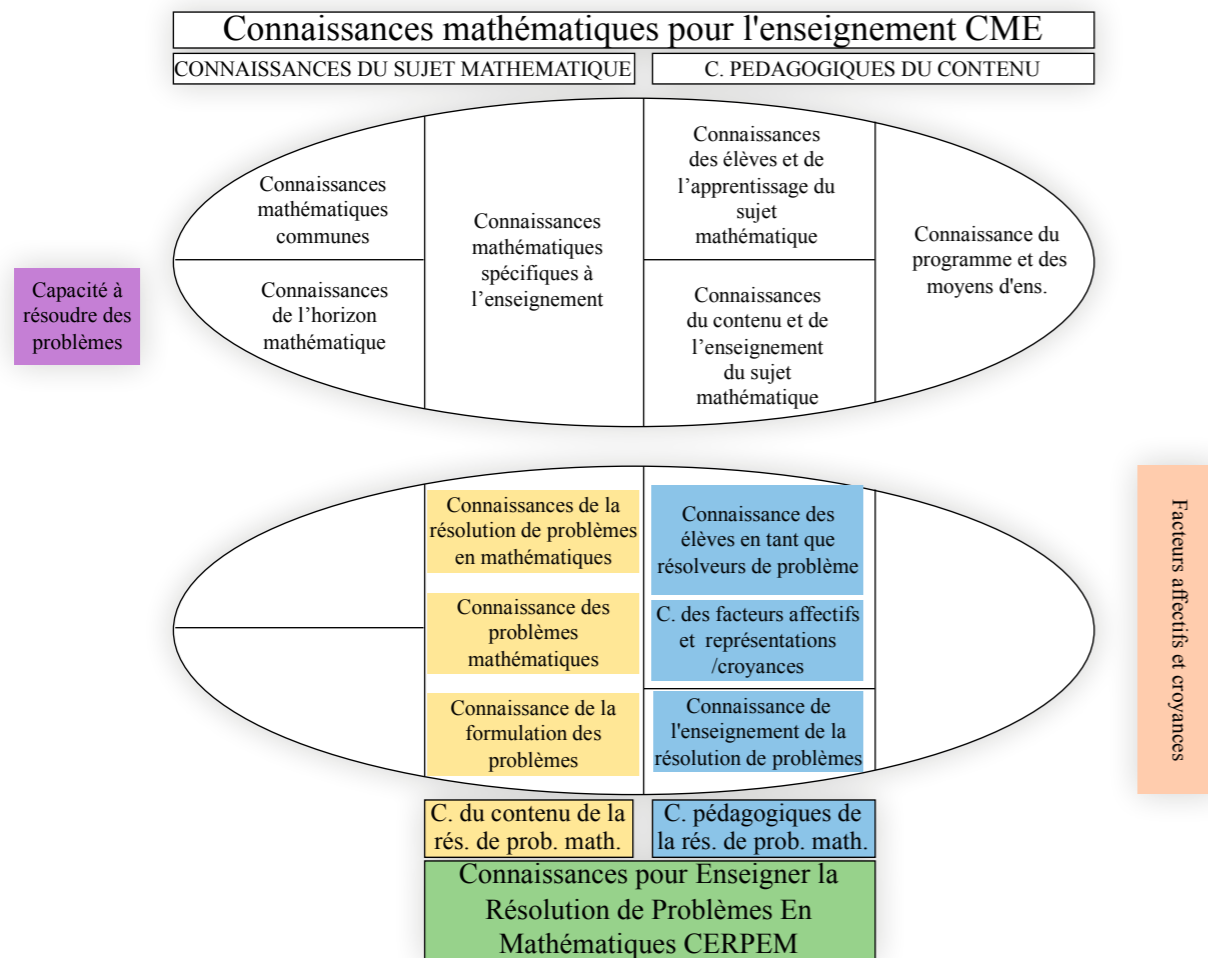 Connaissances mathématiques pour l'enseignement CME
CONNAISSANCES DU SUJET MATHEMATIQUE
C. PEDAGOGIQUES DU CONTENU
Connaissances
mathématiques
communes
Connaissances
de l’horizon
mathématique
Connaissances
mathématiques
spécifiques à
l’enseignement
Connaissances
des élèves et de
l’apprentissage du
sujet
mathématique
Connaissances
du contenu et de
l’enseignement
du sujet
mathématique
Connaissance du
programme et des
moyens d'ens.
Capacité à
résoudre des
problèmes
Connaissances de la
résolution de problèmes
en mathématiques
Connaissance des
problèmes
mathématiques
Connaissance de la
formulation des
problèmes
Connaissance des
élèves en tant que
résolveurs de problème
C. des facteurs affectifs
et représentations
/croyances
Connaissance de
l'enseignement de la
résolution de problèmes
Facteurs affectifs et croyances
C. du contenu de la
rés. de prob. math.
C. pédagogiques de
la rés. de prob. math.
Connaissances pour Enseigner la
Résolution de Problèmes En
Mathématiques CERPEM